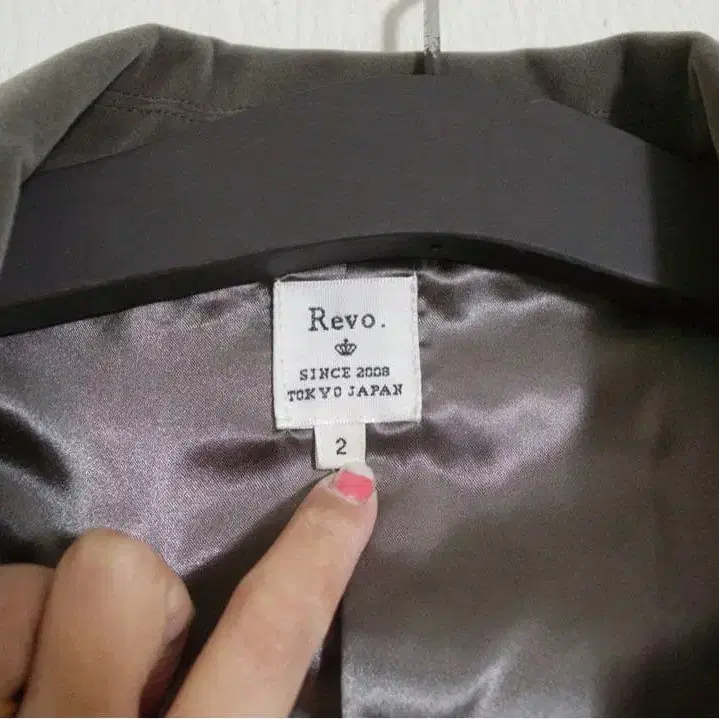 Revo.
SINCE 2008
TOKYO JAPAN
2